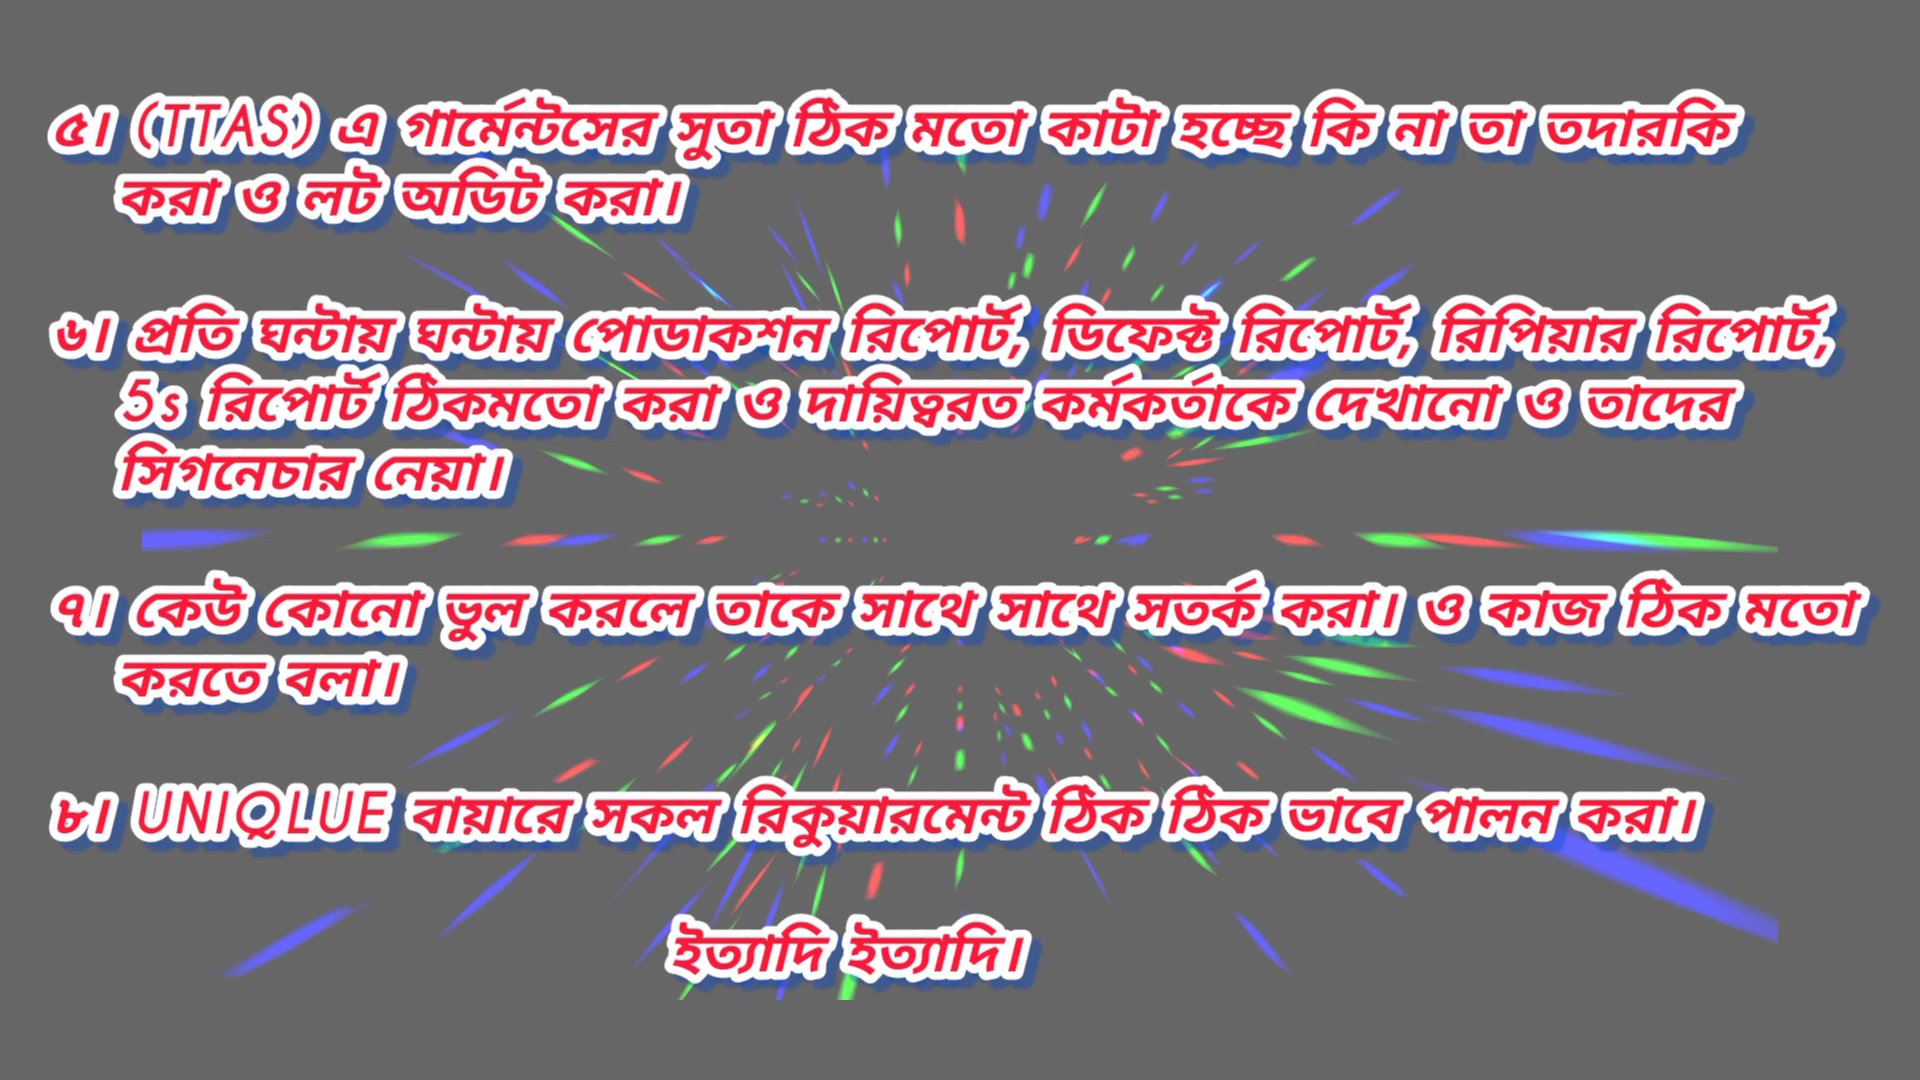 ৫। (TTAS) এ গার্মেন্টসের সুতা ঠিক মতো কাটা হচ্ছে কি না তা তদারকি
করা ও লট অডিট করা।
৬। প্রতি ঘন্টায় ঘন্টায় পোডাকশন রিপোর্ট, ডিফেক্ট রিপোর্ট, রিপিয়ার রিপোর্ট,
5s রিপোর্ট ঠিকমতো করা ও দায়িত্বরত কর্মকর্তাকে দেখানো ও তাদের
সিগনেচার নেয়া।
৭। কেউ কোনো ভুল করলে তাকে সাথে সাথে সতর্ক করা। ও কাজ ঠিক মতো
করতে বলা।
৮। UNIQLUE বায়ারে সকল রিকুয়ারমেন্ট ঠিক ঠিক ভাবে পালন করা।
ইত্যাদি ইত্যাদি।